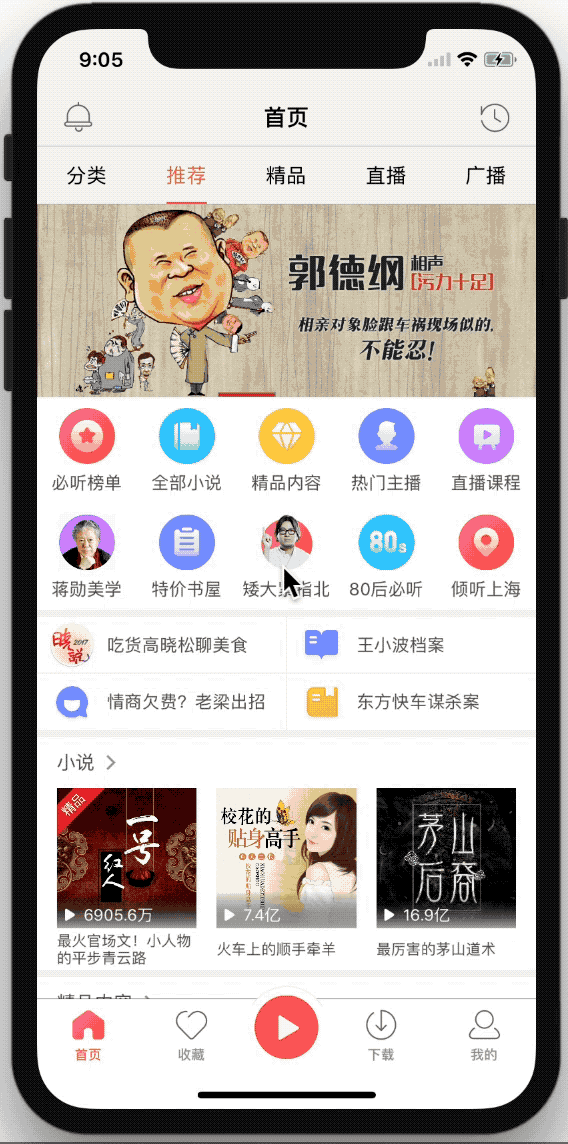 9:05
首页
分类
推荐
精品
直播
广播
郭德纲
相声
【污力十足】
相亲对象脸跟车祸现场似的,
不能忍!
必听榜单
全部小说
精品内容
热门主播
直播课程
80s
蒋勋美学
特价书屋
矮大紧指北
80后必听
倾听上海
晓说
2017
吃货高晓松聊美食
王小波档案
情商欠费？老梁出招
东方快车谋杀案
小说
精品
一号
红人
6905.6万
校花的
贴身高手
7.4亿
茅山
后裔
16.9亿
最火官场文！小人物
的平步青云路
火车上的顺手牵羊
最厉害的茅山道术
精品内容
首页
收藏
下载
我的